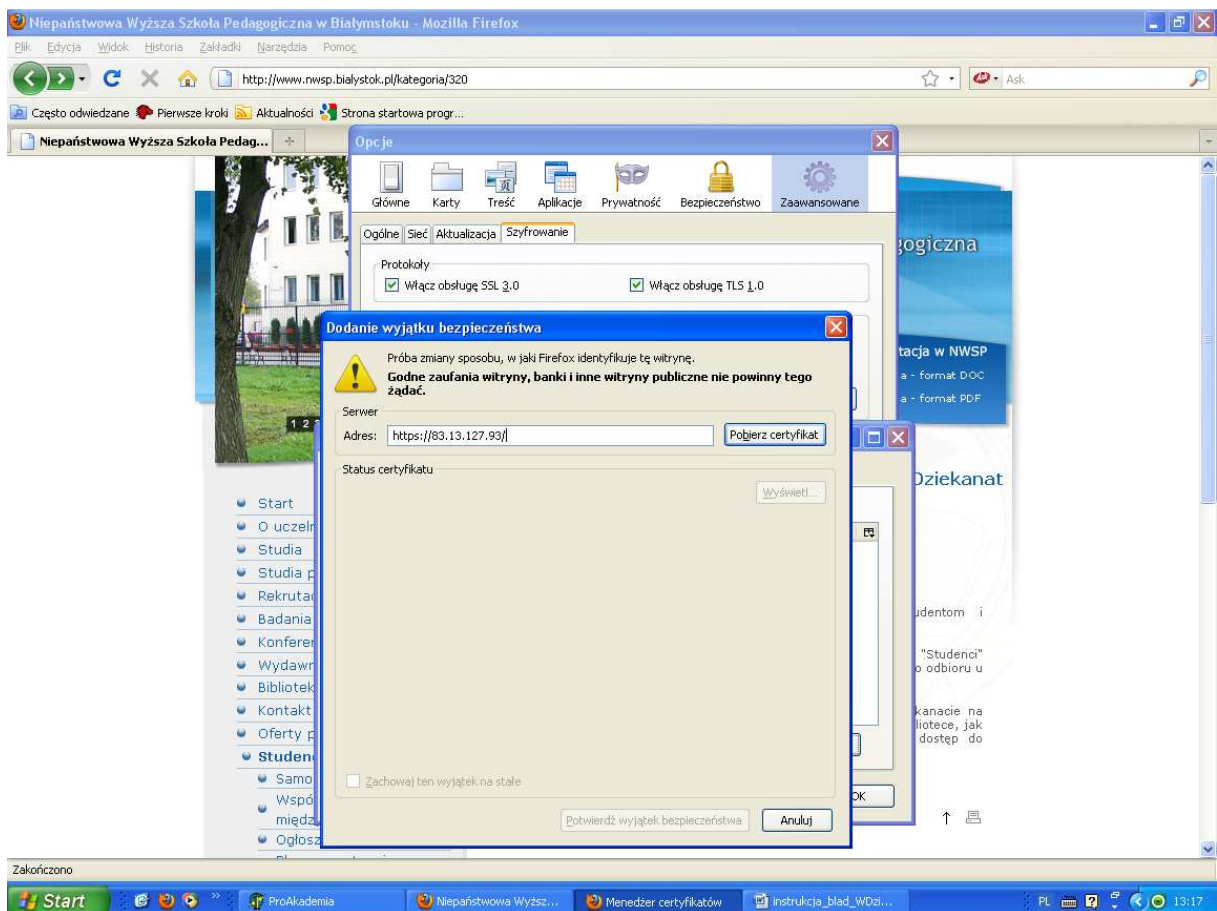 Niepaństwowa Wyższa Szkoła Pedagogiczna w Białymstoku - Mozilla Firefox
Plik Edycja Widok Historia Zakładki Narzędzia Pomoc
http://www.nwsp.bialystok.pl/kategoria/320
Ask
Często odwiedzane Pierwsze kroki Aktualności Strona startowa progr...
Niepaństwowa Wyższa Szkoła Pedag...
Opcje
Główne Karty Treść Aplikacje Prywatność Bezpieczeństwo Zaawansowane
Ogólne Sieć Aktualizacja Szyfrowanie
Protokoły
Włącz obsługę SSL 3.0 Włącz obsługę TLS 1.0
gogiczna
Dodanie wyjątku bezpieczeństwa
Próba zmiany sposobu, w jaki Firefox identyfikuje tę witrynę.
Godne zaufania witryny, banki i inne witryny publiczne nie powinny tego
żądać.
tacja w NWSP
a - format DOC
a - format PDF
Serwer
Adres: https://83.13.127.93/ Pobierz certyfikat
1 2 3
Status certyfikatu
Wyświetl...
Zachowaj ten wyjątek na stałe
Potwierdź wyjątek bezpieczeństwa Anuluj
OK
Dziekanat
Start
O uczeln
Studia
Studia p
Rekrutac
Badania
Konferen
Wydawn
Bibliotek
Kontakt
Oferty p
Studen
Samo
Wspó
między
Ogłosz
udentom i
"Studenci"
o odbioru u
kanacie na
liotece, jak
dostęp do
Zakończono
Start ProAkademia Niepaństwowa Wyższ... Menedżer certyfikatów instrukcja_blad_WDzi... PL 13:17